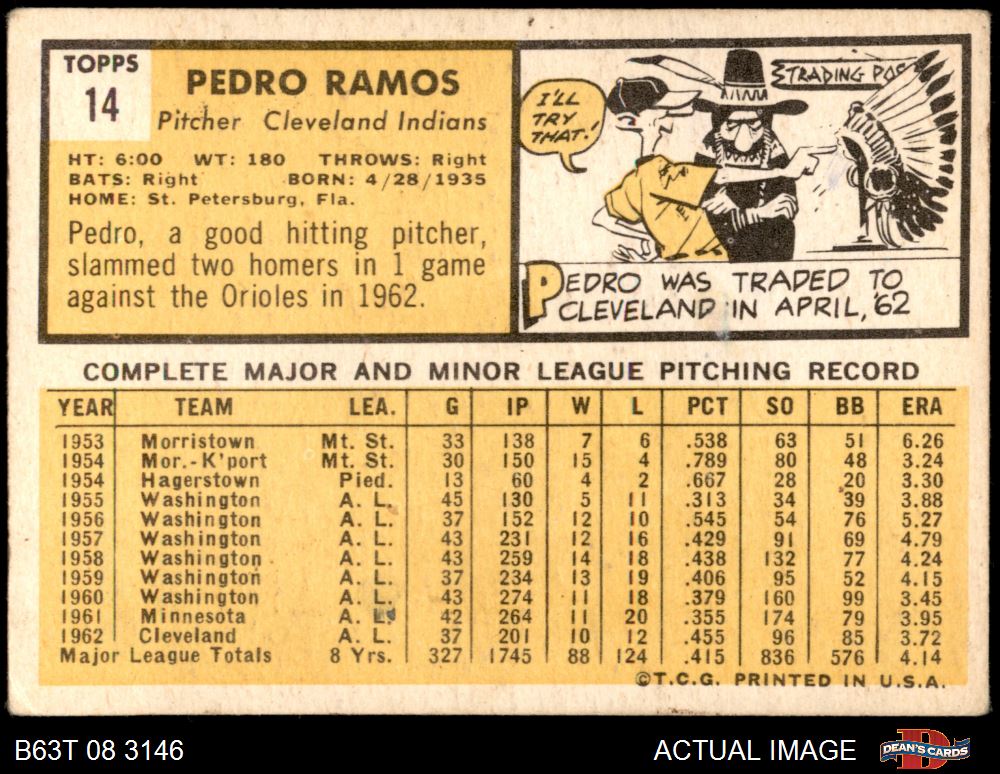 TOPPS
14
PEDRO RAMOS
Pitcher Cleveland Indians
HT: 6:00 WT: 180 THROWS: Right
BATS: Right BORN: 4/28/1935
HOME: St. Petersburg, Fla.
Pedro, a good hitting pitcher,
slammed two homers in 1 game
against the Orioles in 1962.
I'LL
TRY
THAT!
TRADING POS
PEDRO WAS TRADED TO
CLEVELAND IN APRIL, '62
COMPLETE MAJOR AND MINOR LEAGUE PITCHING RECORD
YEAR TEAM LEA. G IP W L PCT SO BB ERA
1953 Morristown Mt. St. 33 138 7 6 .538 63 51 6.26
1954 Mor.-K'port Mt. St. 30 150 15 4 .789 80 48 3.24
1954 Hagerstown Pied. 13 60 4 2 .667 28 20 3.30
1955 Washington A. L. 45 130 5 11 .313 34 39 3.88
1956 Washington A. L. 37 152 12 10 .545 54 76 5.27
1957 Washington A. L. 43 231 12 16 .429 91 69 4.79
1958 Washington A. L. 43 259 14 18 .438 132 77 4.24
1959 Washington A. L. 37 234 13 19 .406 95 52 4.15
1960 Washington A. L. 43 274 11 18 .379 160 99 3.45
1961 Minnesota A. L. 42 264 11 20 .355 174 79 3.95
1962 Cleveland A. L. 37 201 10 12 .455 96 85 3.72
Major League Totals 8 Yrs. 327 1745 88 124 .415 836 576 4.14
©T.C.G. PRINTED IN U.S.A.
B63T 08 3146 ACTUAL IMAGE DEAN'S CARDS